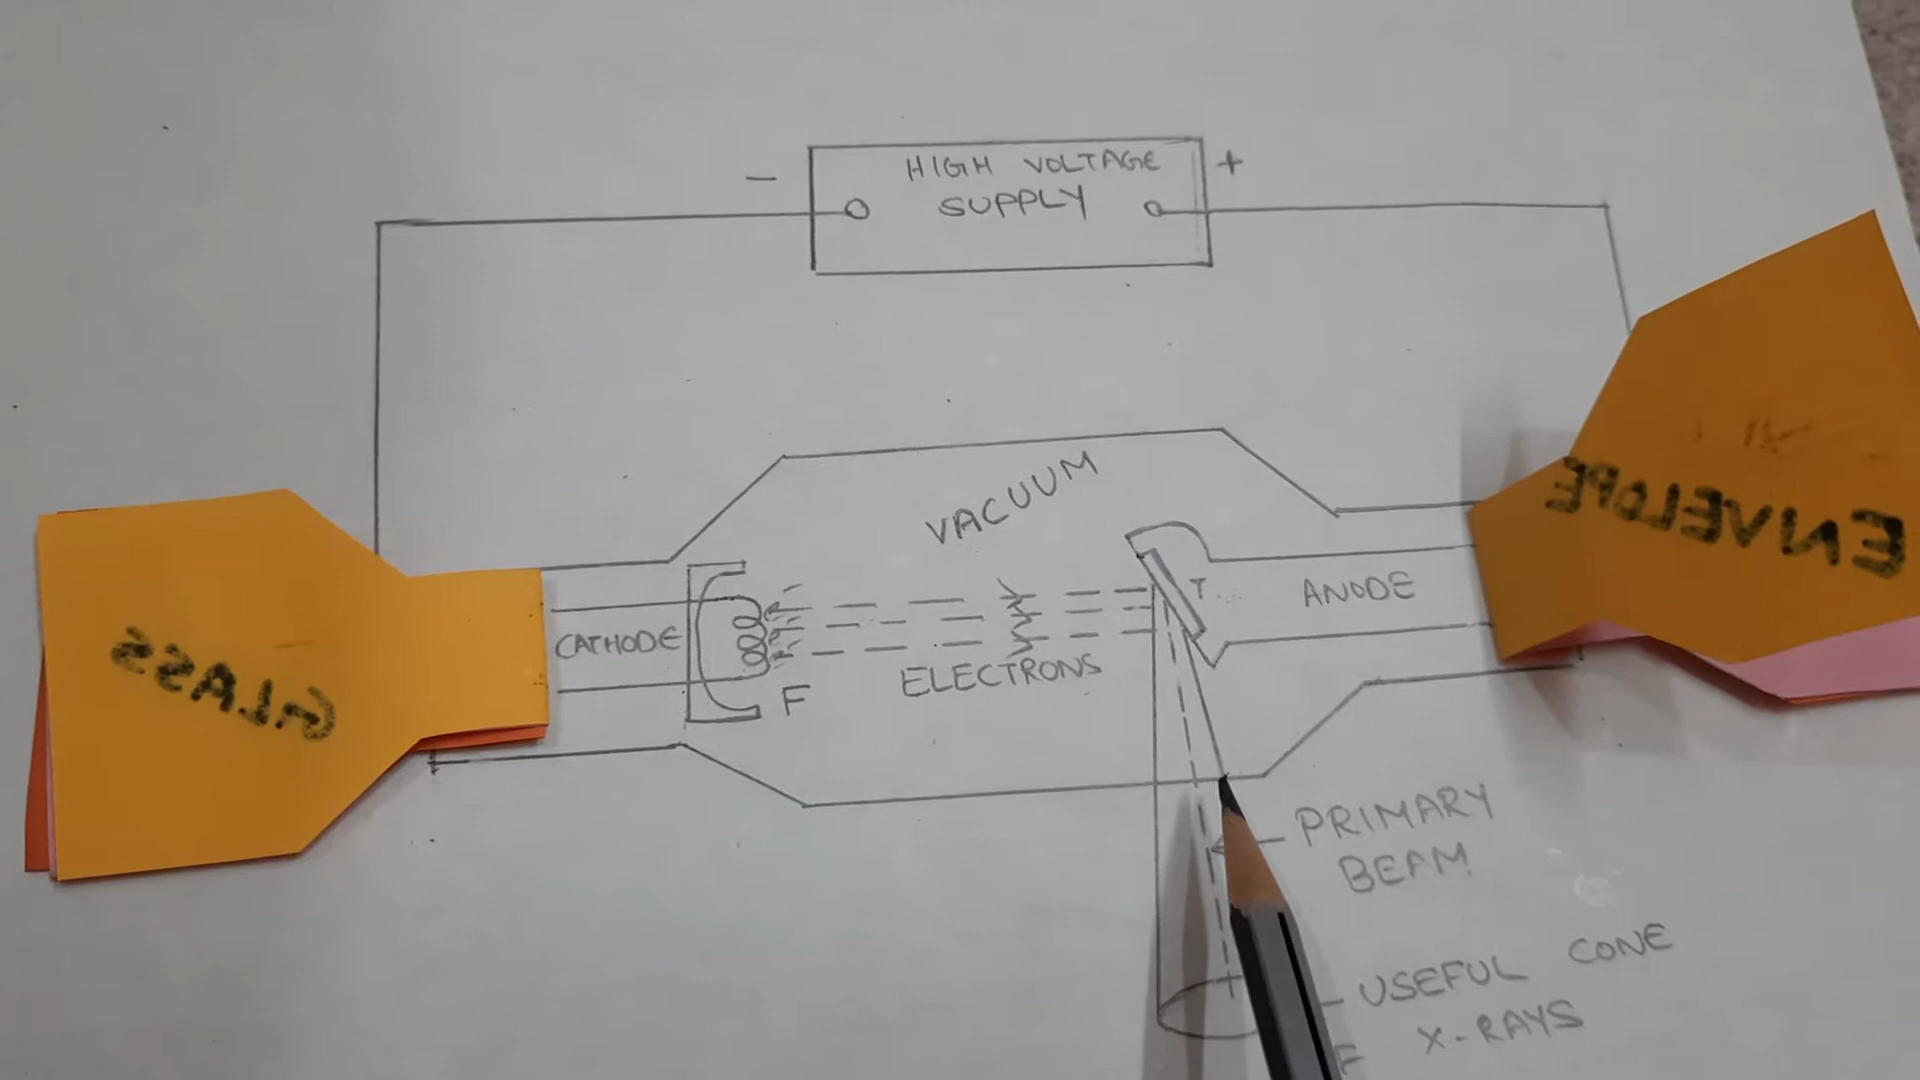 −
HIGH VOLTAGE
SUPPLY
+
VACUUM
GLASS
CATHODE
F
ELECTRONS
T
ANODE
ENVELOPE
PRIMARY
BEAM
USEFUL CONE
X-RAYS
F